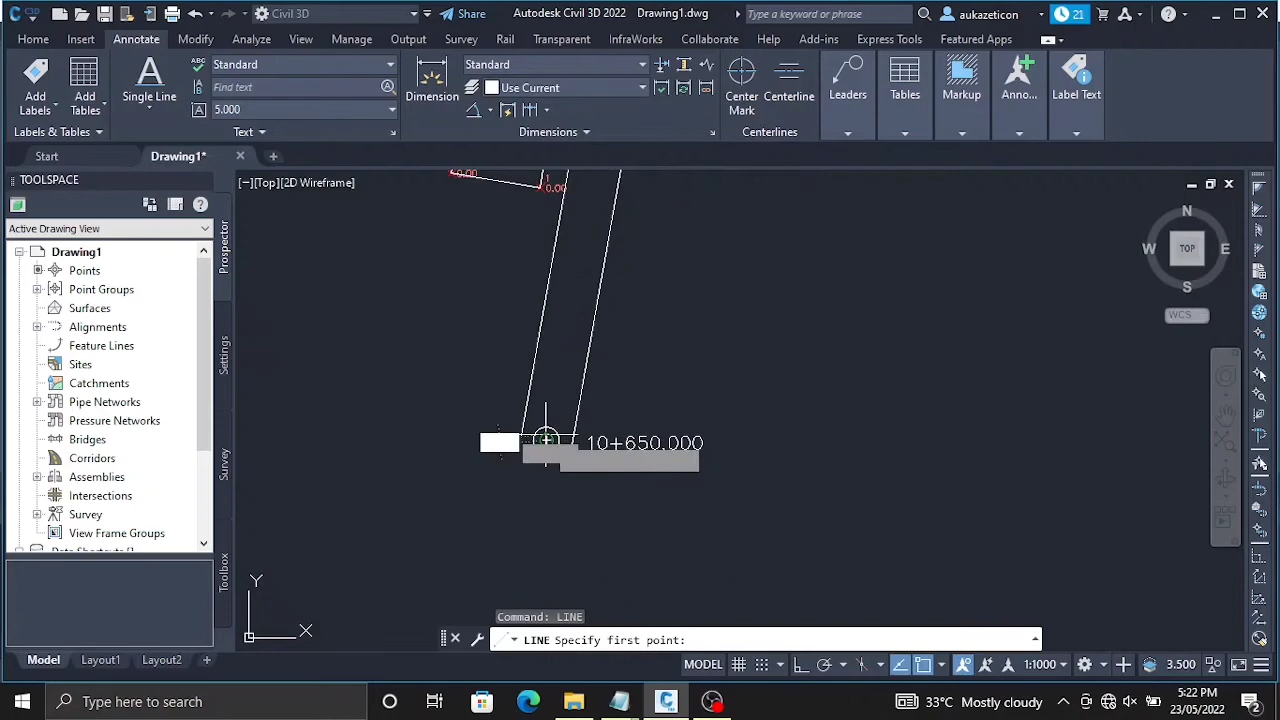 Civil 3D
Share
Autodesk Civil 3D 2022
Drawing1.dwg
Type a keyword or phrase
aukazeticon
21
Home
Insert
Annotate
Modify
Analyze
View
Manage
Output
Survey
Rail
Transparent
InfraWorks
Collaborate
Help
Add-ins
Express Tools
Featured Apps
Add
Labels
Add
Tables
Labels & Tables
Single Line
Standard
Find text
5.000
Text
Dimension
Standard
Use Current
Dimensions
Center
Mark
Centerline
Centerlines
Leaders
Tables
Markup
Anno...
Label Text
Start
Drawing1*
TOOLSPACE
Active Drawing View
Drawing1
Points
Point Groups
Surfaces
Alignments
Feature Lines
Sites
Catchments
Pipe Networks
Pressure Networks
Bridges
Corridors
Assemblies
Intersections
Survey
View Frame Groups
Prospector
Settings
Survey
Toolbox
[−][Top][2D Wireframe]
0.00
10+650.000
N
W
TOP
E
S
WCS
Y
X
Command: LINE
LINE Specify first point:
Model
Layout1
Layout2
MODEL
1:1000
3.500
Type here to search
33°C Mostly cloudy
5:22 PM
23/05/2022